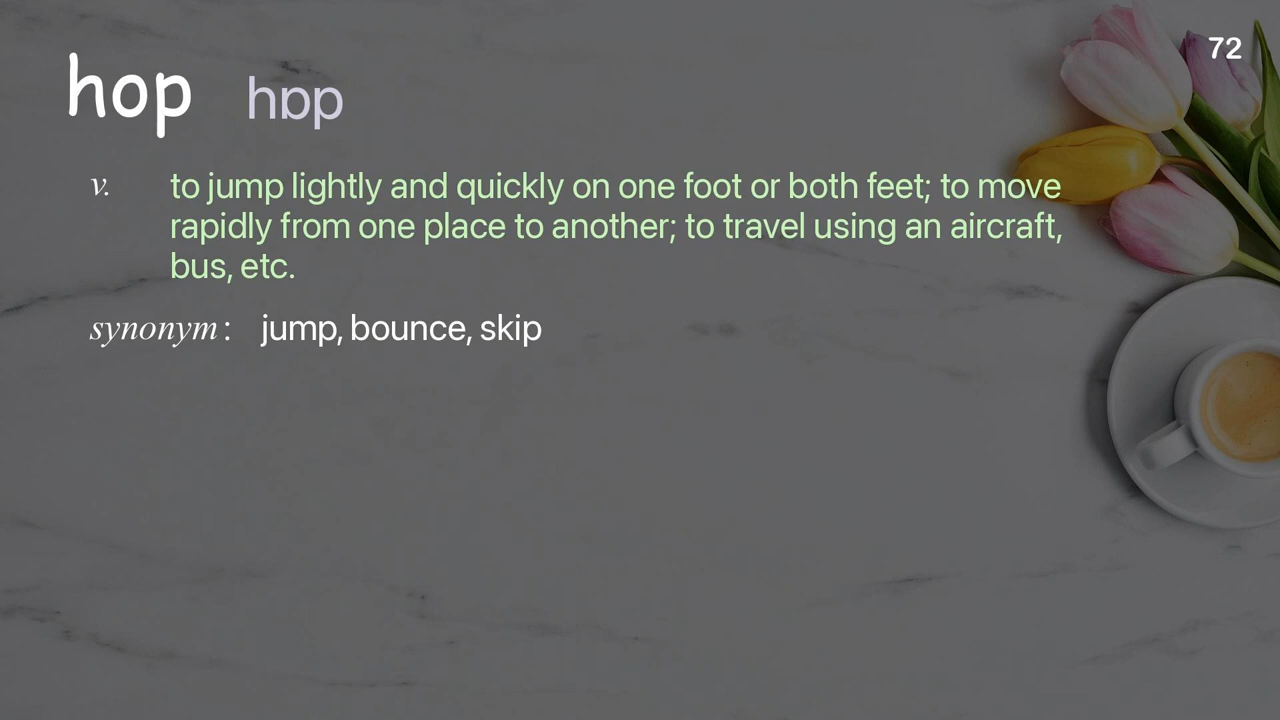 72
hop hɒp
v. to jump lightly and quickly on one foot or both feet; to move
rapidly from one place to another; to travel using an aircraft,
bus, etc.
synonym : jump, bounce, skip